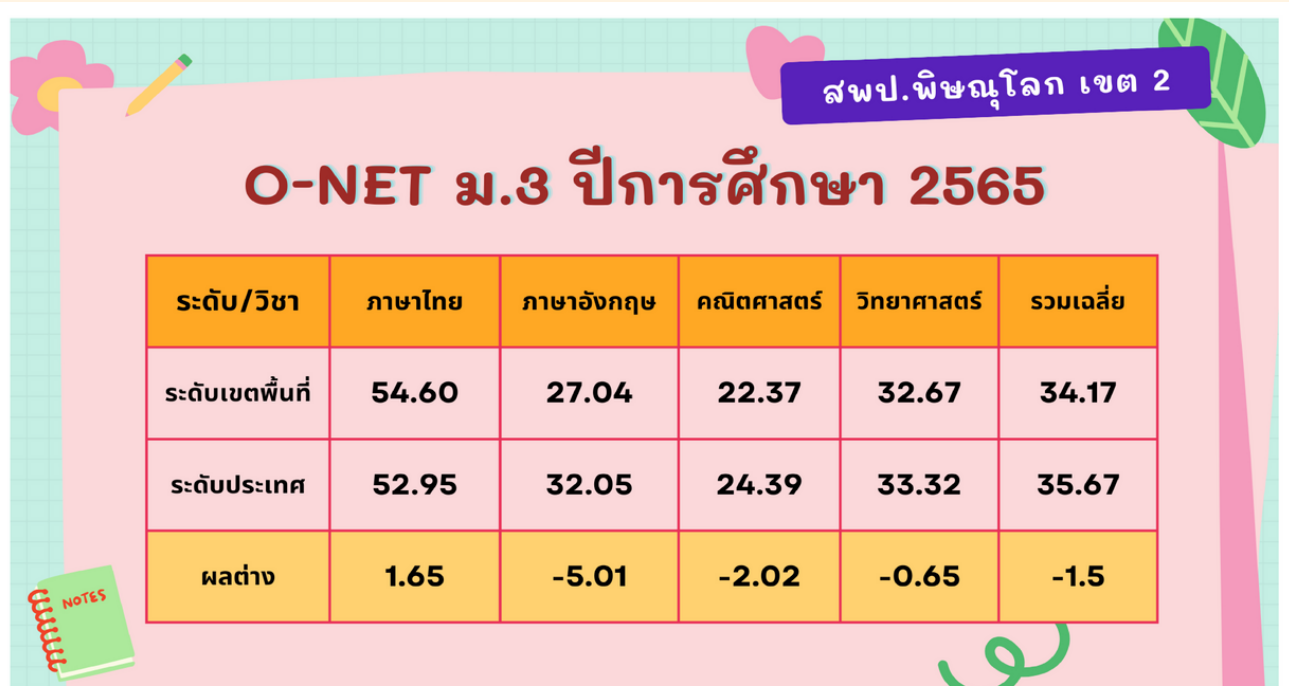 สพป.พิษณุโลก เขต 2
O-NET ม.3 ปีการศึกษา 2565
ระดับ/วิชา ภาษาไทย ภาษาอังกฤษ คณิตศาสตร์ วิทยาศาสตร์ รวมเฉลี่ย
ระดับเขตพื้นที่ 54.60 27.04 22.37 32.67 34.17
ระดับประเทศ 52.95 32.05 24.39 33.32 35.67
ผลต่าง 1.65 -5.01 -2.02 -0.65 -1.5
NOTES